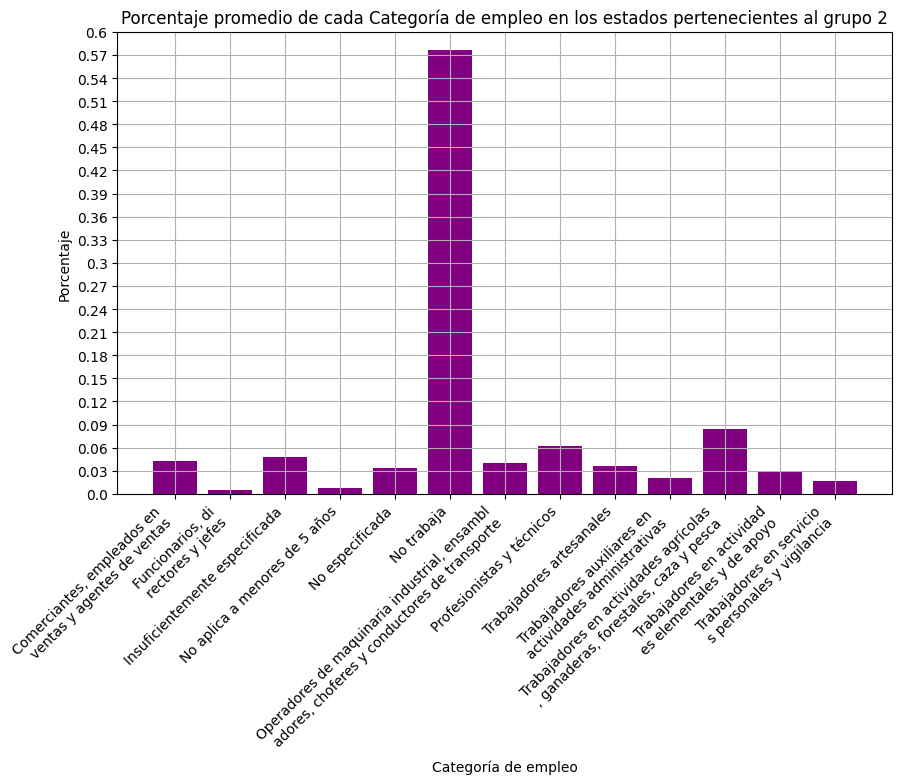 Porcentaje promedio de cada Categoría de empleo en los estados pertenecientes al grupo 2
0.6
0.57
0.54
0.51
0.48
0.45
0.42
0.39
0.36
0.33
0.3
0.27
0.24
0.21
0.18
0.15
0.12
0.09
0.06
0.03
0.0
Porcentaje
Comerciantes, empleados en
ventas y agentes de ventas
Funcionarios, di
rectores y jefes
Insuficientemente especificada
No aplica a menores de 5 años
No especificada
No trabaja
Operadores de maquinaria industrial, ensambl
adores, choferes y conductores de transporte
Profesionistas y técnicos
Trabajadores artesanales
Trabajadores auxiliares en
actividades administrativas
Trabajadores en actividades agrícolas
, ganaderas, forestales, caza y pesca
Trabajadores en actividad
es elementales y de apoyo
Trabajadores en servicio
s personales y vigilancia
Categoría de empleo